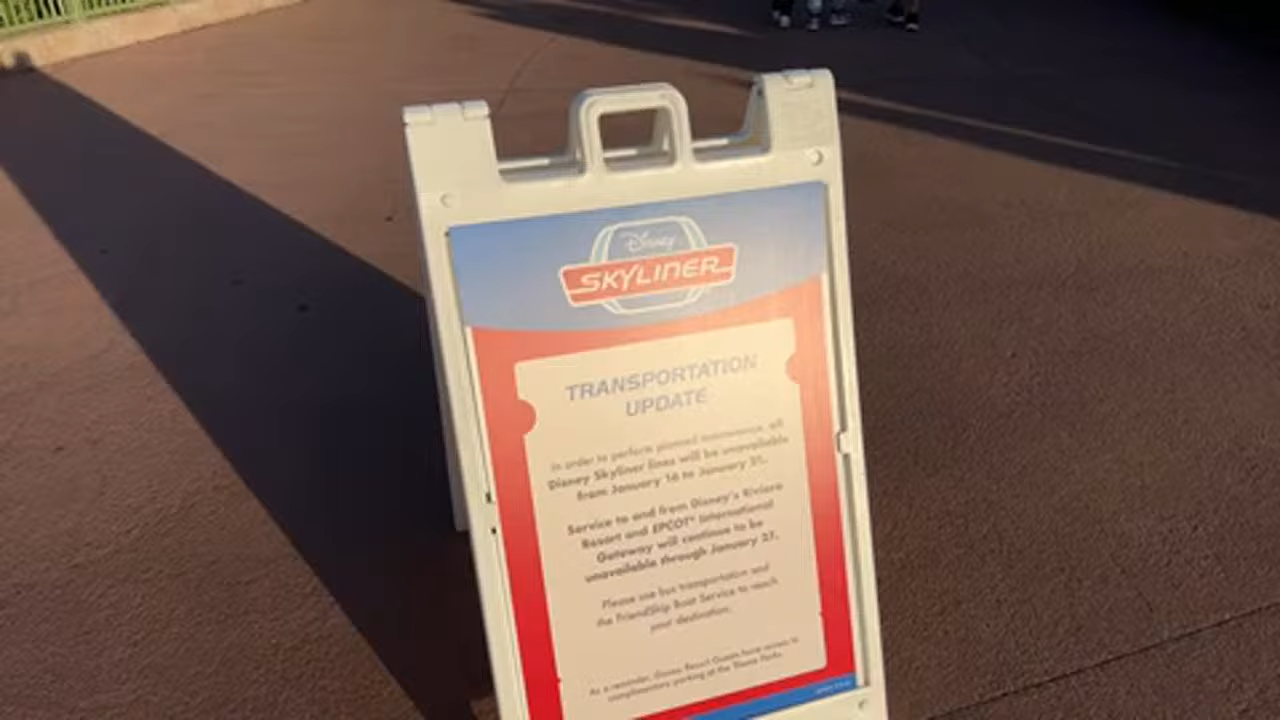 Disney
SKYLINER
TRANSPORTATION
UPDATE
In order to perform planned maintenance, all
Disney Skyliner lines will be unavailable
from January 16 to January 21.
Service to and from Disney's Riviera
Resort and EPCOT® International
Gateway will continue to be
unavailable through January 27.
Please use bus transportation and
the FriendShip Boat Service to reach
your destination.
As a reminder, Disney Resort Guests have access to
complimentary parking at the Theme Parks.